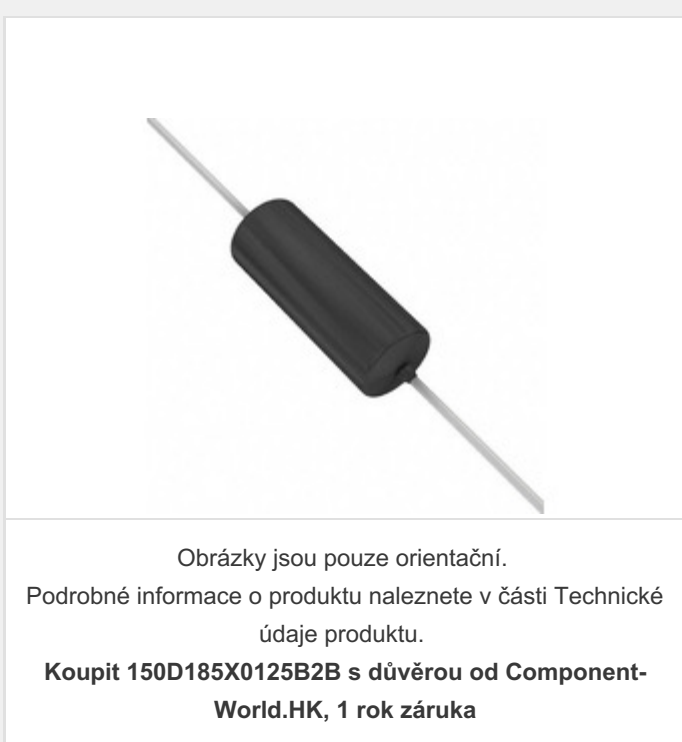 Obrázky jsou pouze orientační.
Podrobné informace o produktu naleznete v části Technické
údaje produktu.
Koupit 150D185X0125B2B s důvěrou od Component-
World.HK, 1 rok záruka